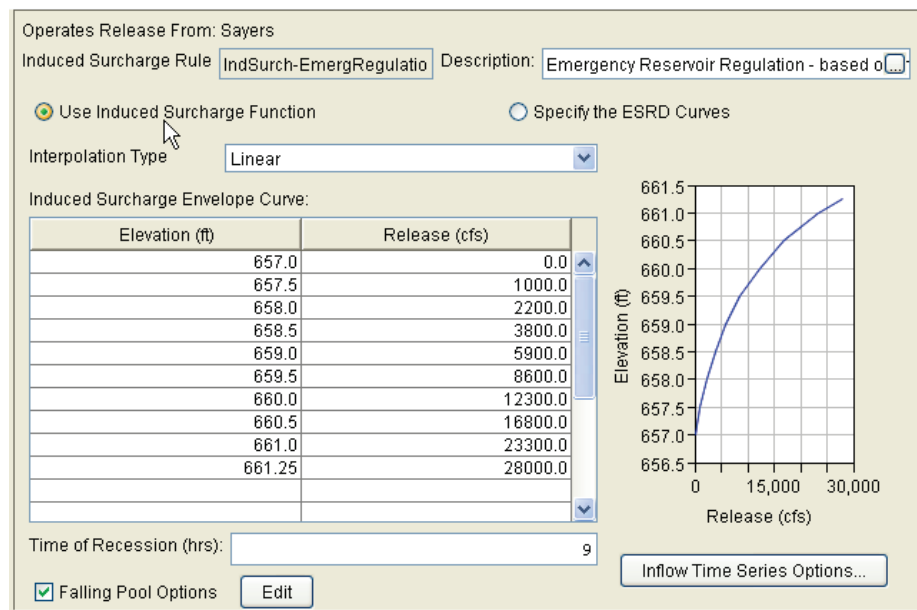 Operates Release From: Sayers
Induced Surcharge Rule IndSurch-EmergRegulatio Description: Emergency Reservoir Regulation - based o ...
Use Induced Surcharge Function Specify the ESRD Curves
Interpolation Type Linear
Induced Surcharge Envelope Curve:
Elevation (ft) Release (cfs)
657.0 0.0
657.5 1000.0
658.0 2200.0
658.5 3800.0
659.0 5900.0
659.5 8600.0
660.0 12300.0
660.5 16800.0
661.0 23300.0
661.25 28000.0
Time of Recession (hrs): 9
Falling Pool Options Edit
661.5
661.0
660.5
660.0
659.5
659.0
658.5
658.0
657.5
657.0
656.5
Elevation (ft)
0 15,000 30,000
Release (cfs)
Inflow Time Series Options...